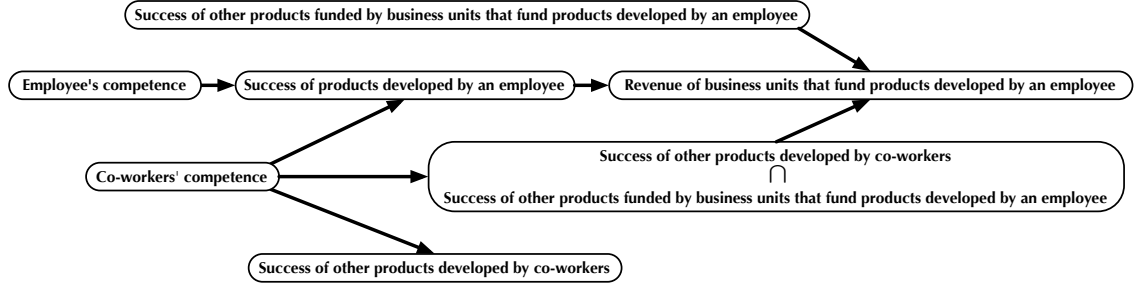 Success of other products funded by business units that fund products developed by an employee
Employee's competence
Success of products developed by an employee
Revenue of business units that fund products developed by an employee
Co-workers' competence
Success of other products developed by co-workers
⋂
Success of other products funded by business units that fund products developed by an employee
Success of other products developed by co-workers